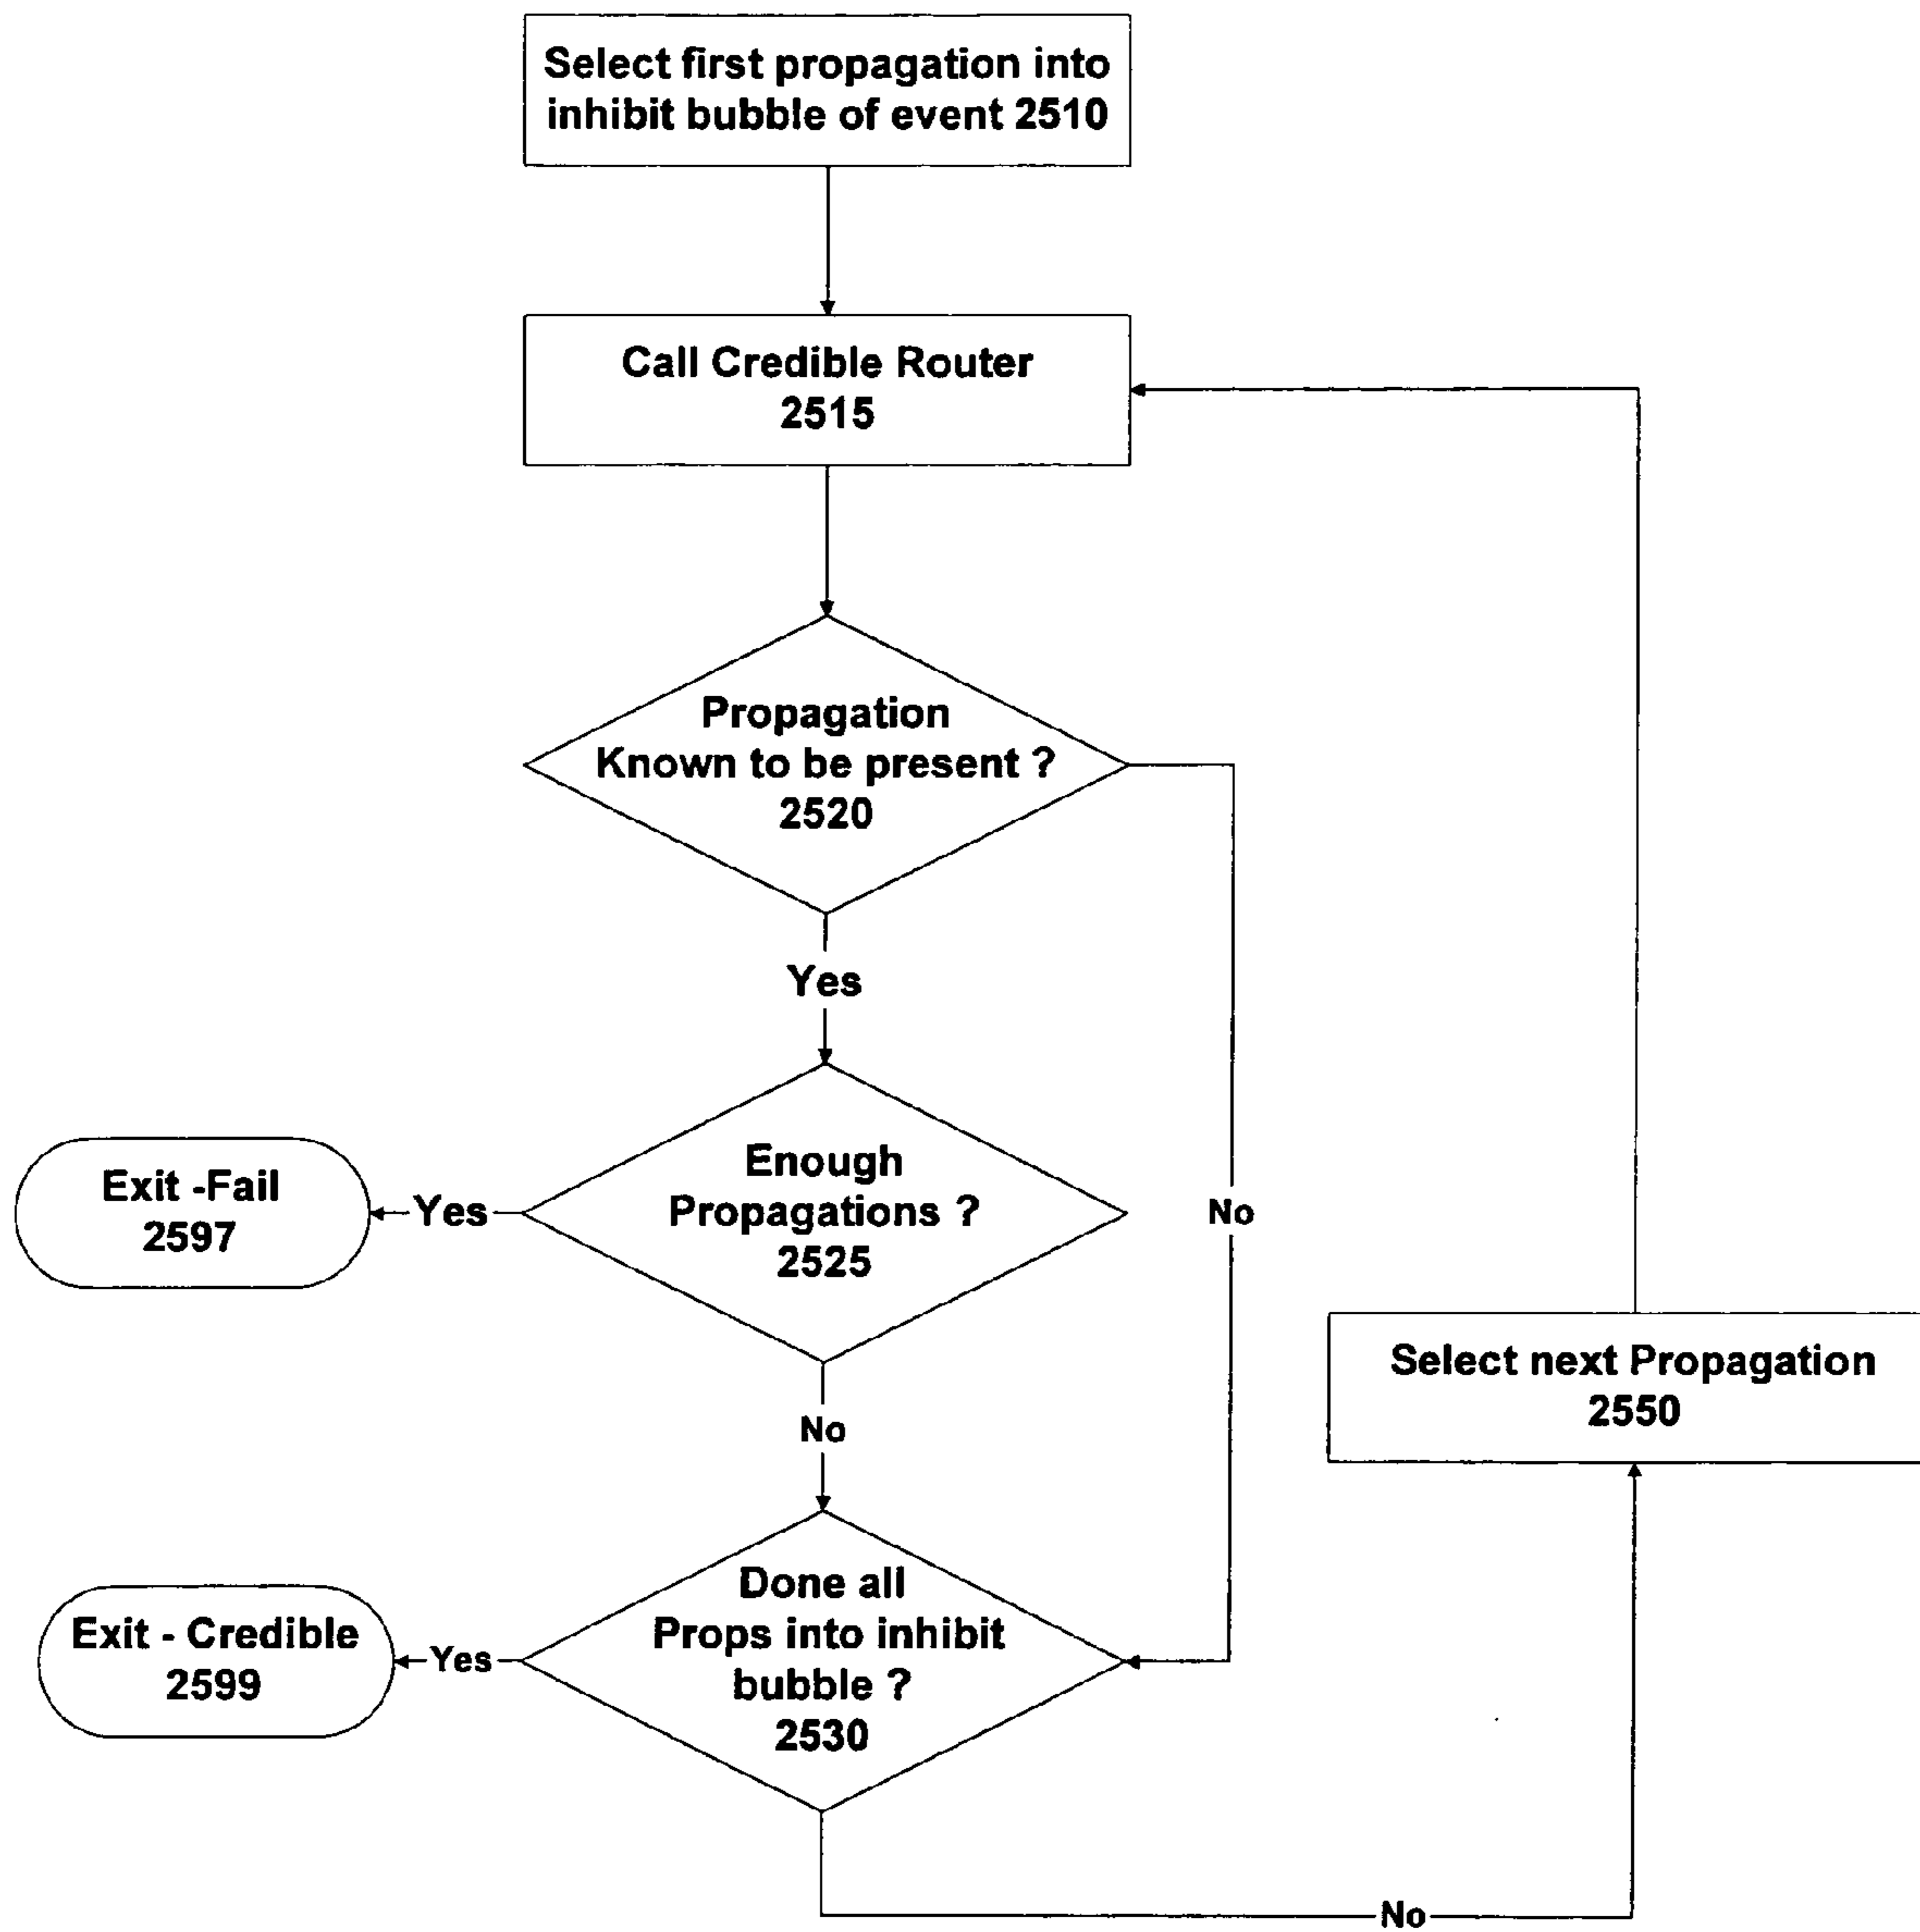 Select first propagation into
inhibit bubble of event 2510
Call Credible Router
2515
Propagation
Known to be present ?
2520
Yes
Enough
Propagations ?
2525
Yes
Exit -Fail
2597
No
No
Select next Propagation
2550
Done all
Props into inhibit
bubble ?
2530
Yes
Exit - Credible
2599
No